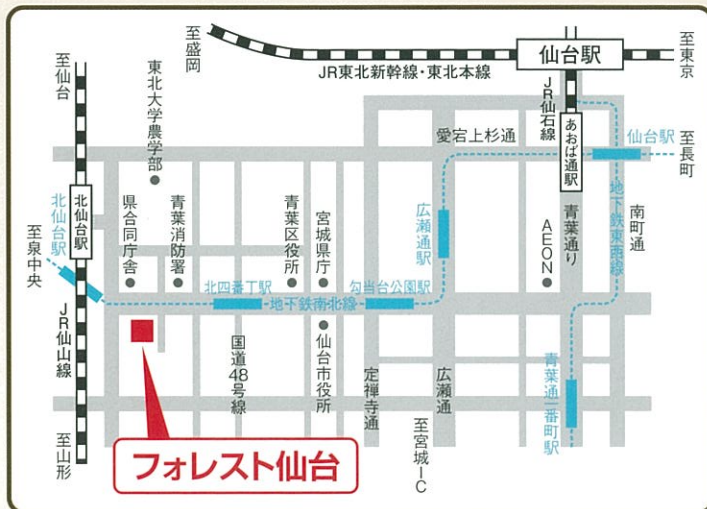 至盛岡
JR東北新幹線・東北本線
仙台駅
至東京
至仙台
東北大学農学部
JR仙石線
あおば通駅
愛宕上杉通
仙台駅
至長町
北仙台駅
北仙台駅
至泉中央
県合同庁舎
青葉消防署
青葉区役所
宮城県庁
広瀬通駅
AEON
青葉通り
地下鉄東西線
南町通
北四番丁駅
地下鉄南北線
勾当台公園駅
JR仙山線
国道48号線
仙台市役所
定禅寺通
広瀬通
青葉通一番町駅
至山形
至宮城IC
フォレスト仙台